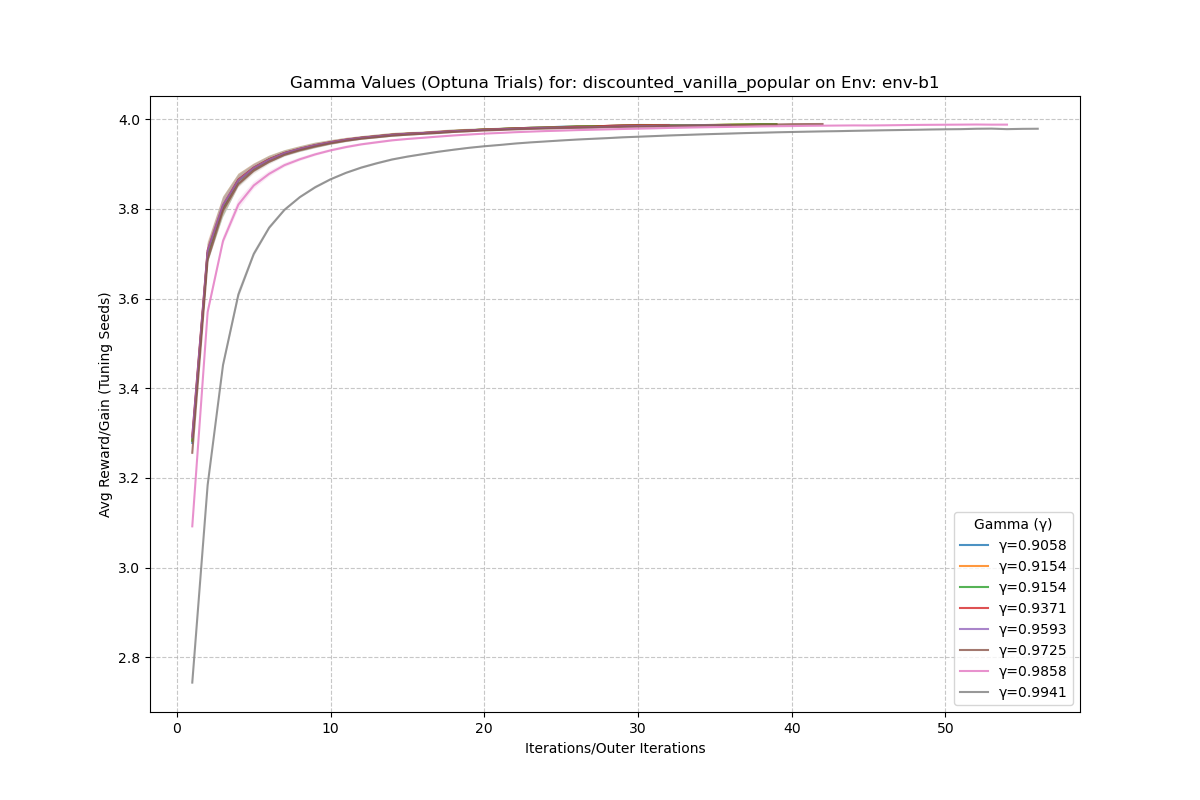 Gamma Values (Optuna Trials) for: discounted_vanilla_popular on Env: env-b1
Avg Reward/Gain (Tuning Seeds)
4.0
3.8
3.6
3.4
3.2
3.0
2.8
0 10 20 30 40 50
Iterations/Outer Iterations
Gamma (γ)
γ=0.9058
γ=0.9154
γ=0.9154
γ=0.9371
γ=0.9593
γ=0.9725
γ=0.9858
γ=0.9941